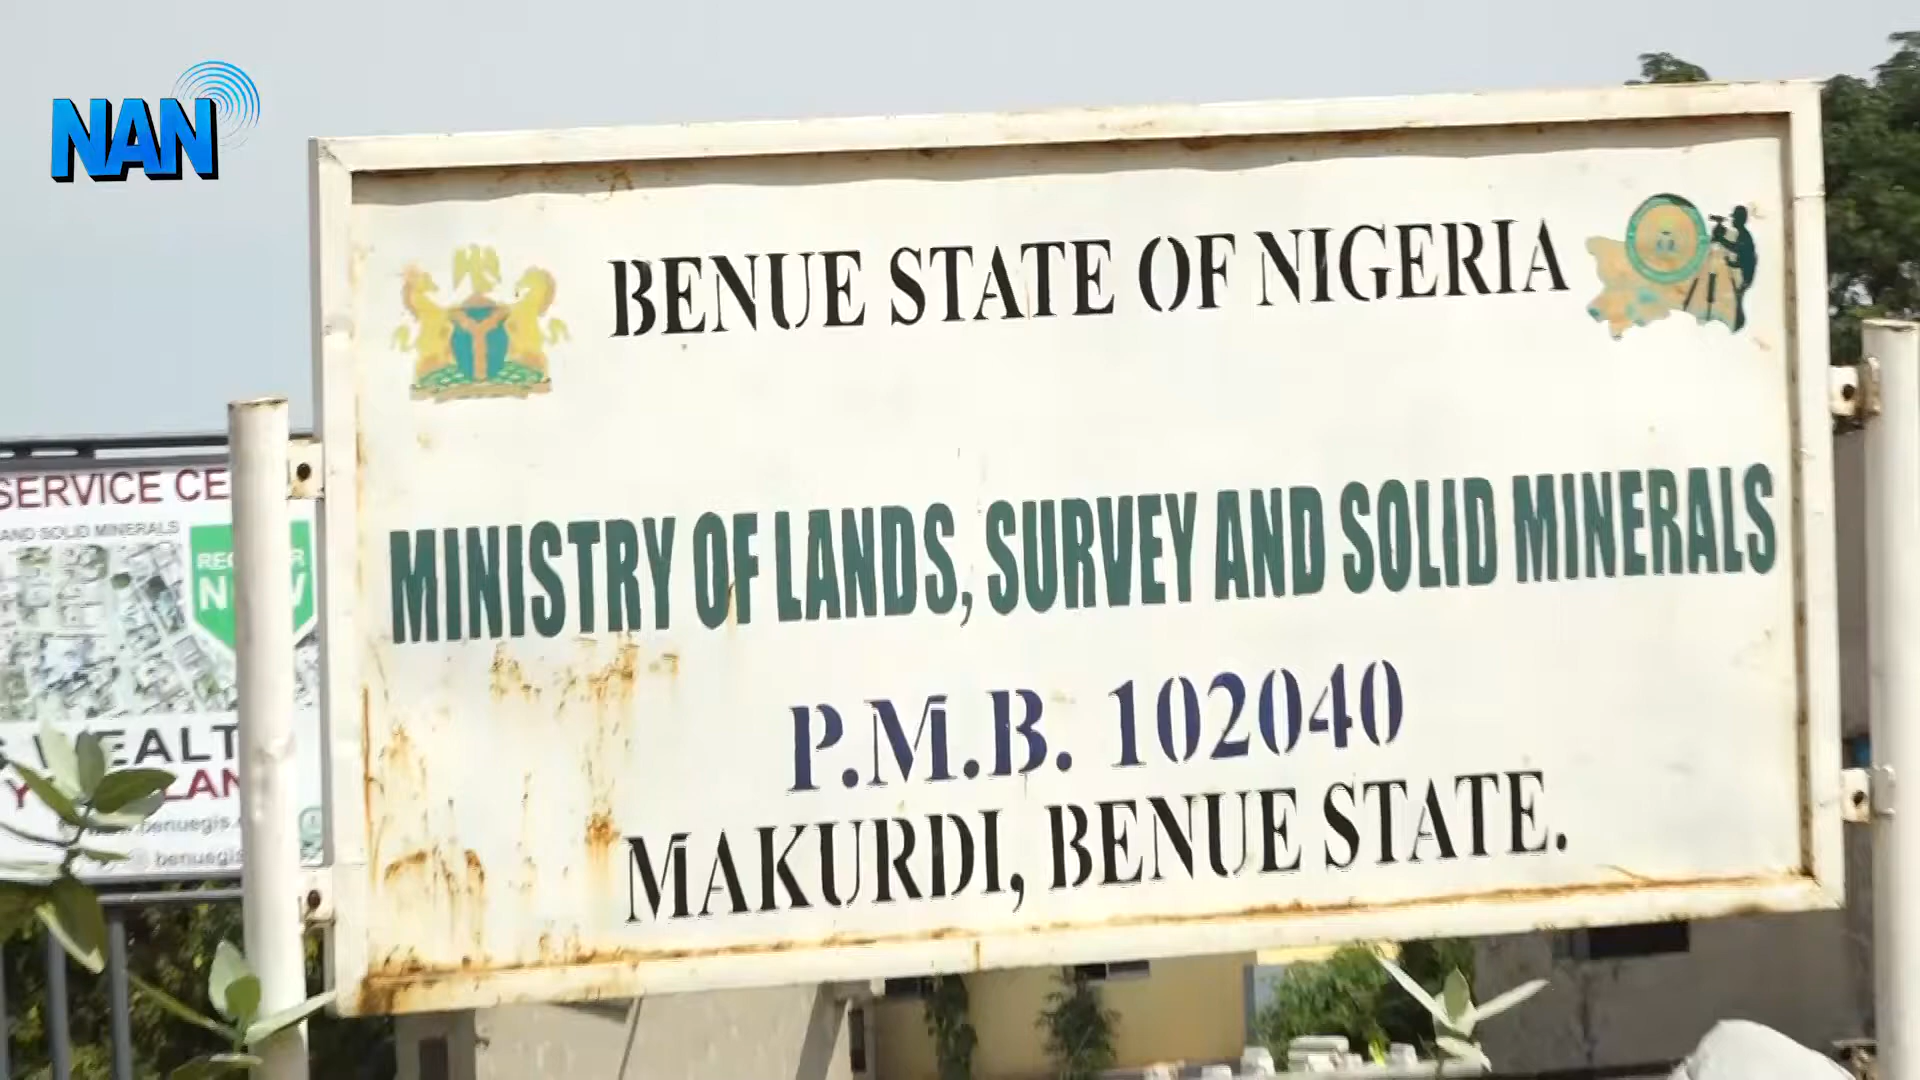 NAN
BENUE STATE OF NIGERIA
MINISTRY OF LANDS, SURVEY AND SOLID MINERALS
P.M.B. 102040
MAKURDI, BENUE STATE.
SERVICE
AND SOLID MINERALS